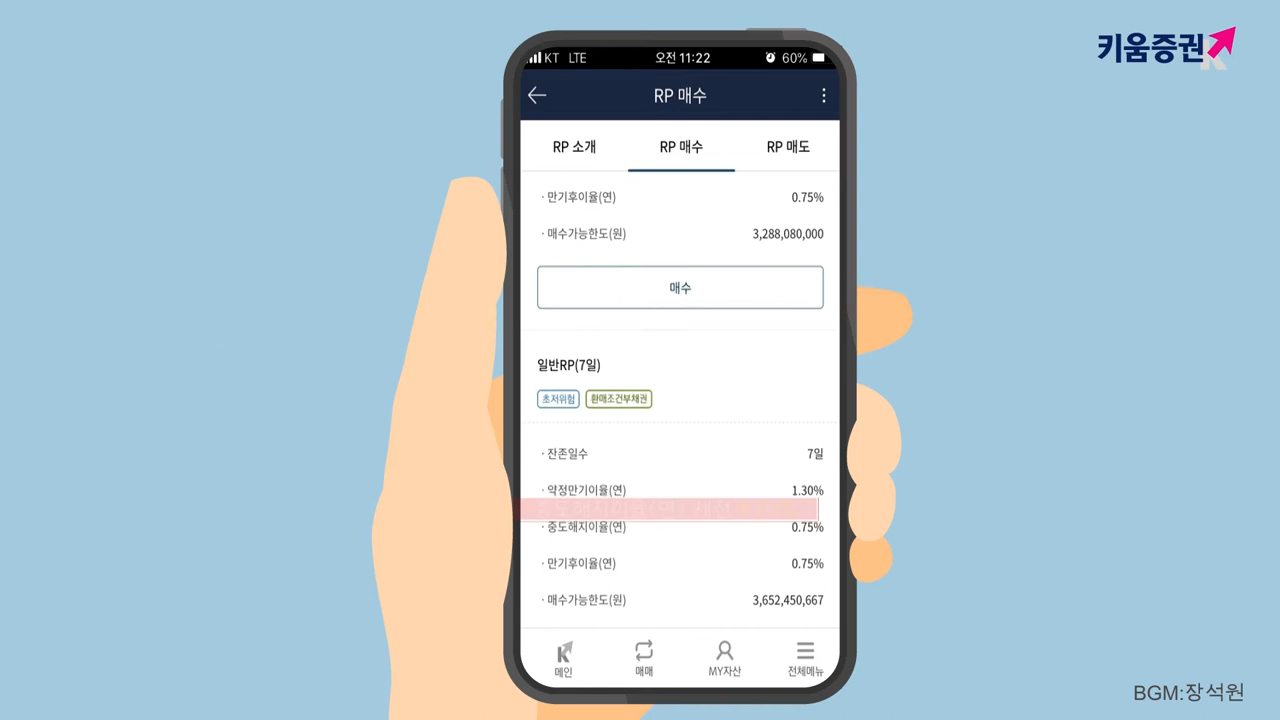 키움증권
KT LTE 오전 11:22 60%
RP 매수
RP 소개 RP 매수 RP 매도
· 만기후이율(연) 0.75%
· 매수가능한도(원) 3,288,080,000
매수
일반RP(7일)
초저위험 환매조건부채권
· 잔존일수 7일
· 약정만기이율(연) 1.30%
· 중도해지이율(연) 0.75%
· 만기후이율(연) 0.75%
· 매수가능한도(원) 3,652,450,667
메인 매매 MY자산 전체메뉴
BGM:장석원